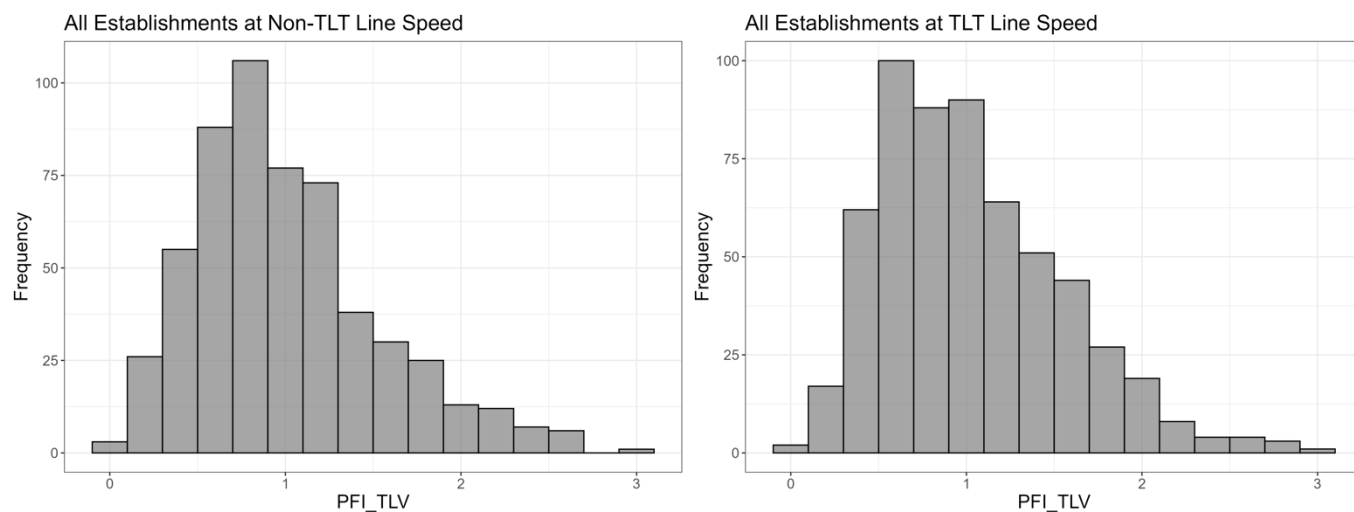 All Establishments at Non-TLT Line Speed
100
75
50
25
0
Frequency
0 1 2 3
PFI_TLV
All Establishments at TLT Line Speed
100
75
50
25
0
Frequency
0 1 2 3
PFI_TLV